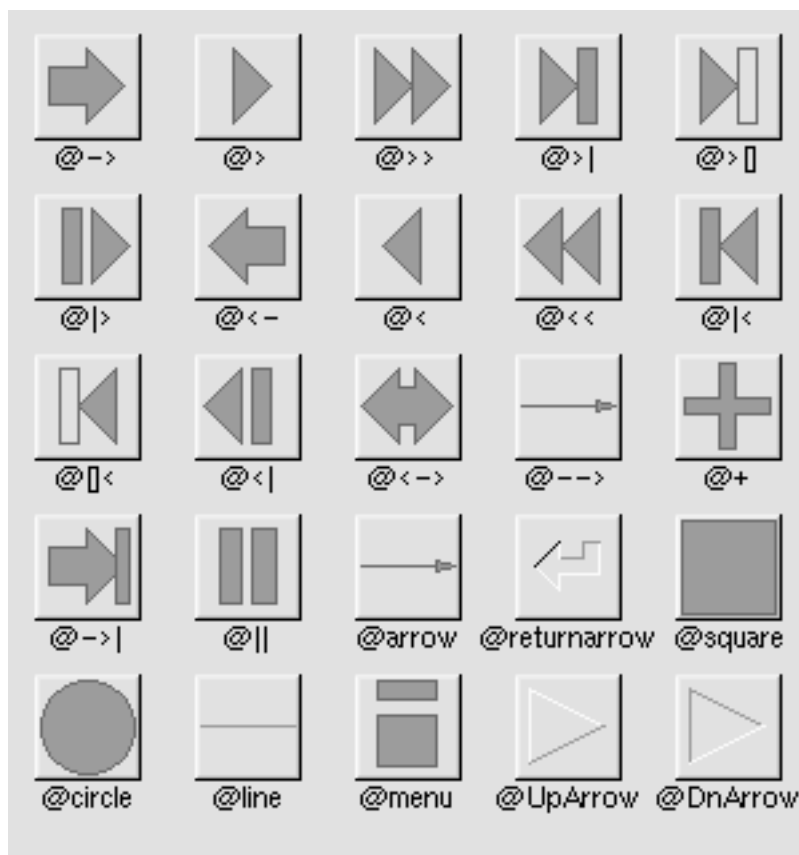 @-> @> @>> @>| @>[]
@|> @<- @< @<< @|<
@[]< @<| @<-> @--> @+
@->| @|| @arrow @returnarrow @square
@circle @line @menu @UpArrow @DnArrow